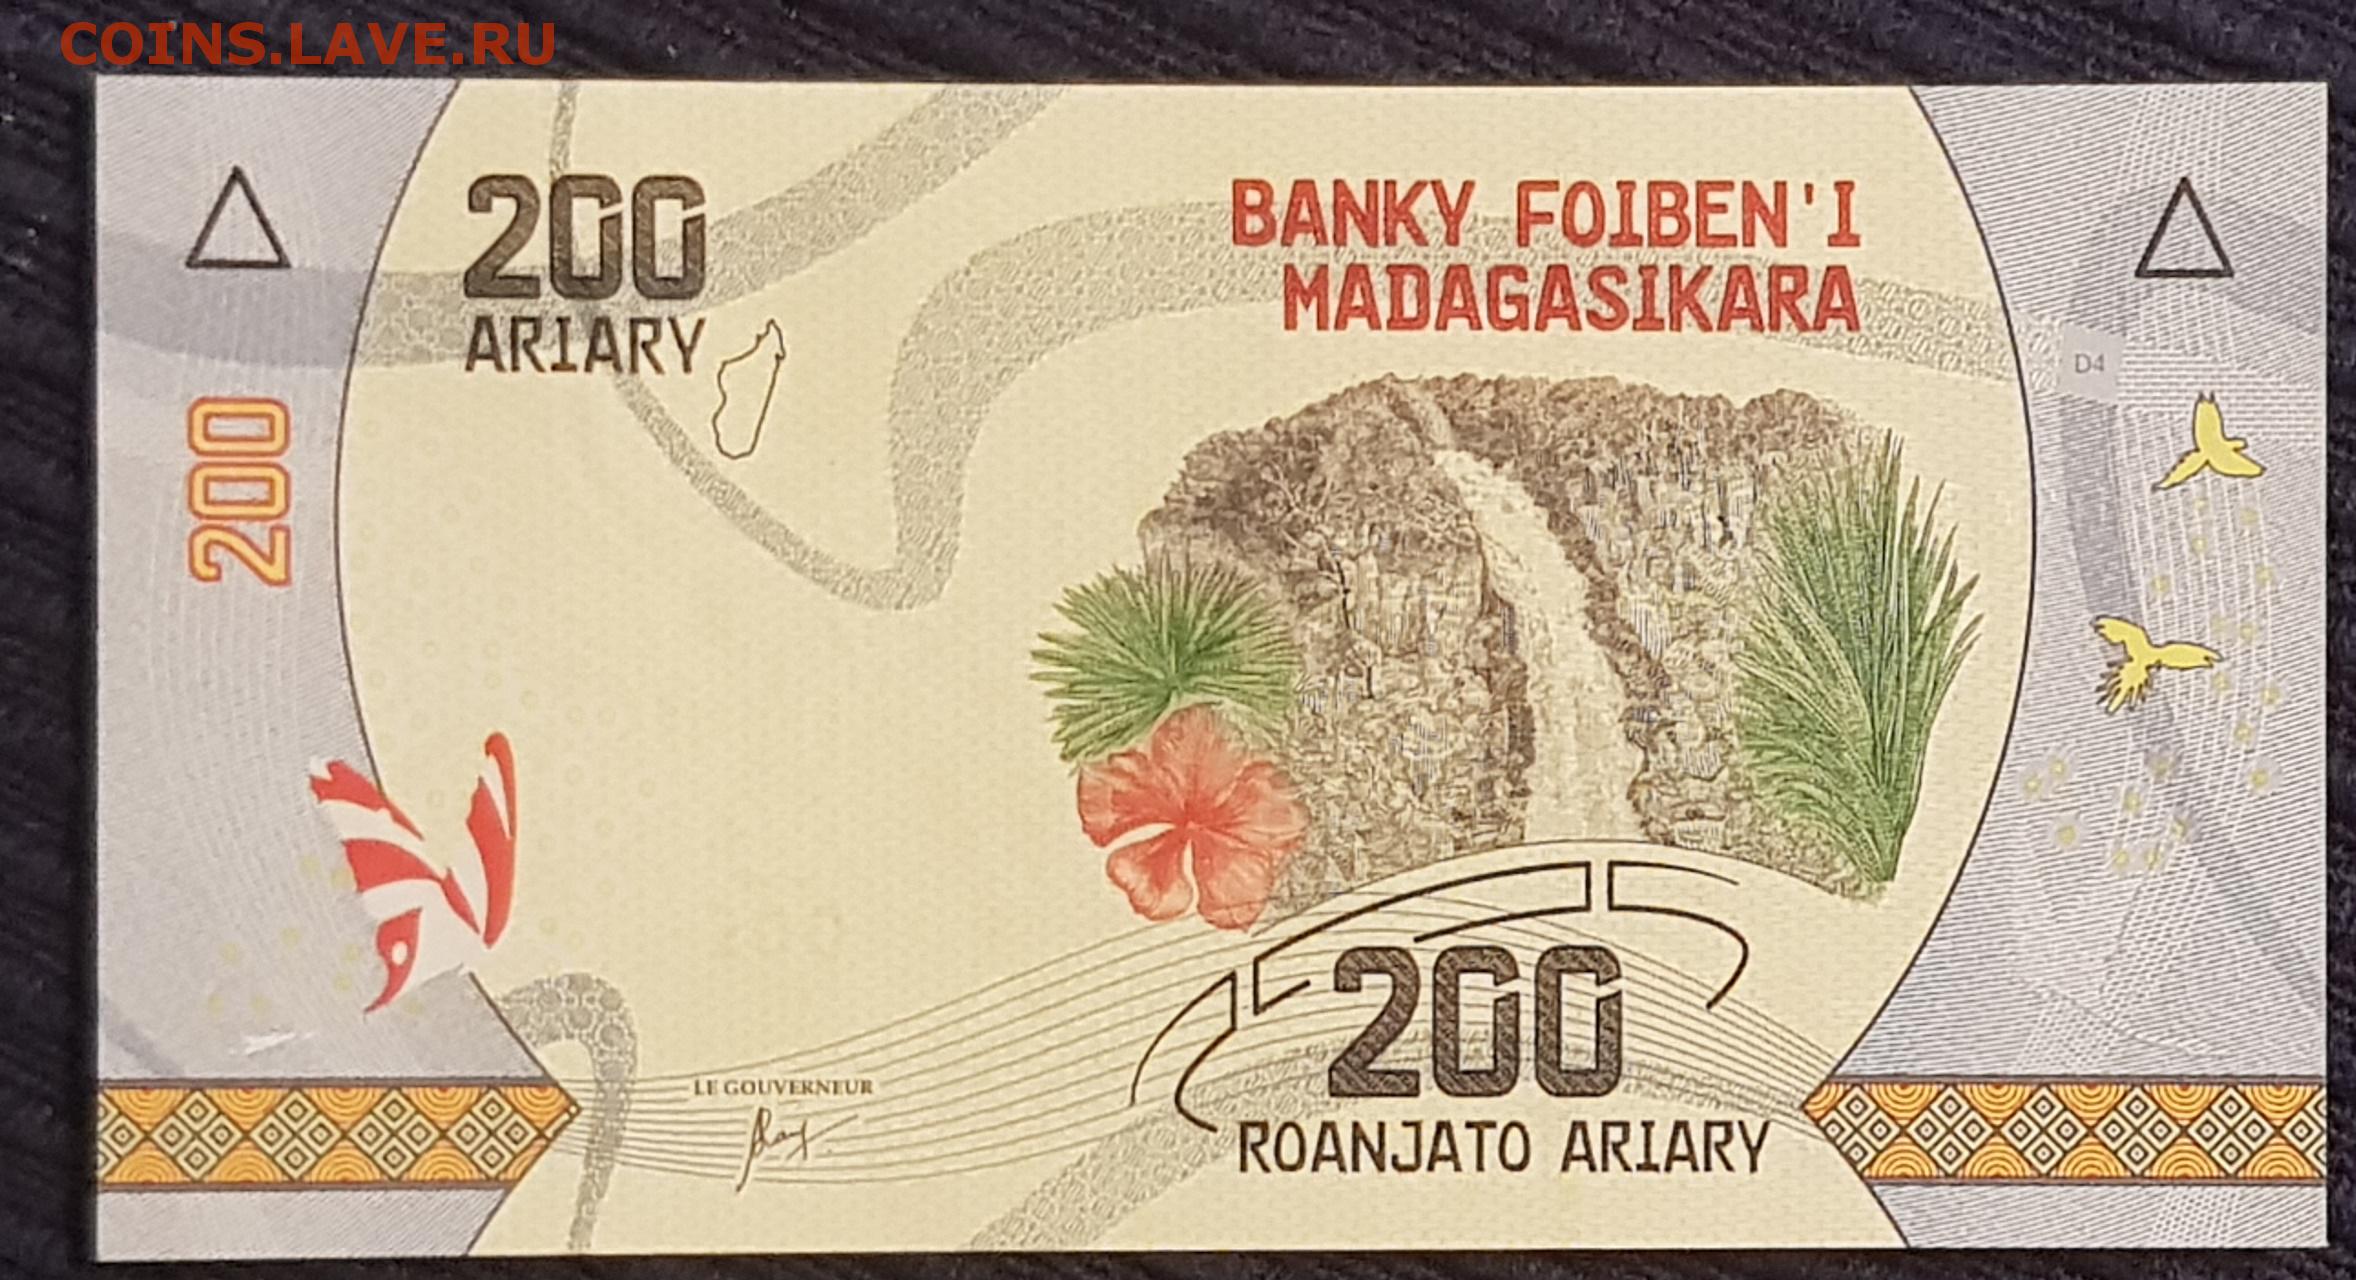 COINS.LAVE.RU
200
ARIARY
BANKY FOIBEN'I
MADAGASIKARA
D4
200
LE GOUVERNEUR
200
ROANJATO ARIARY